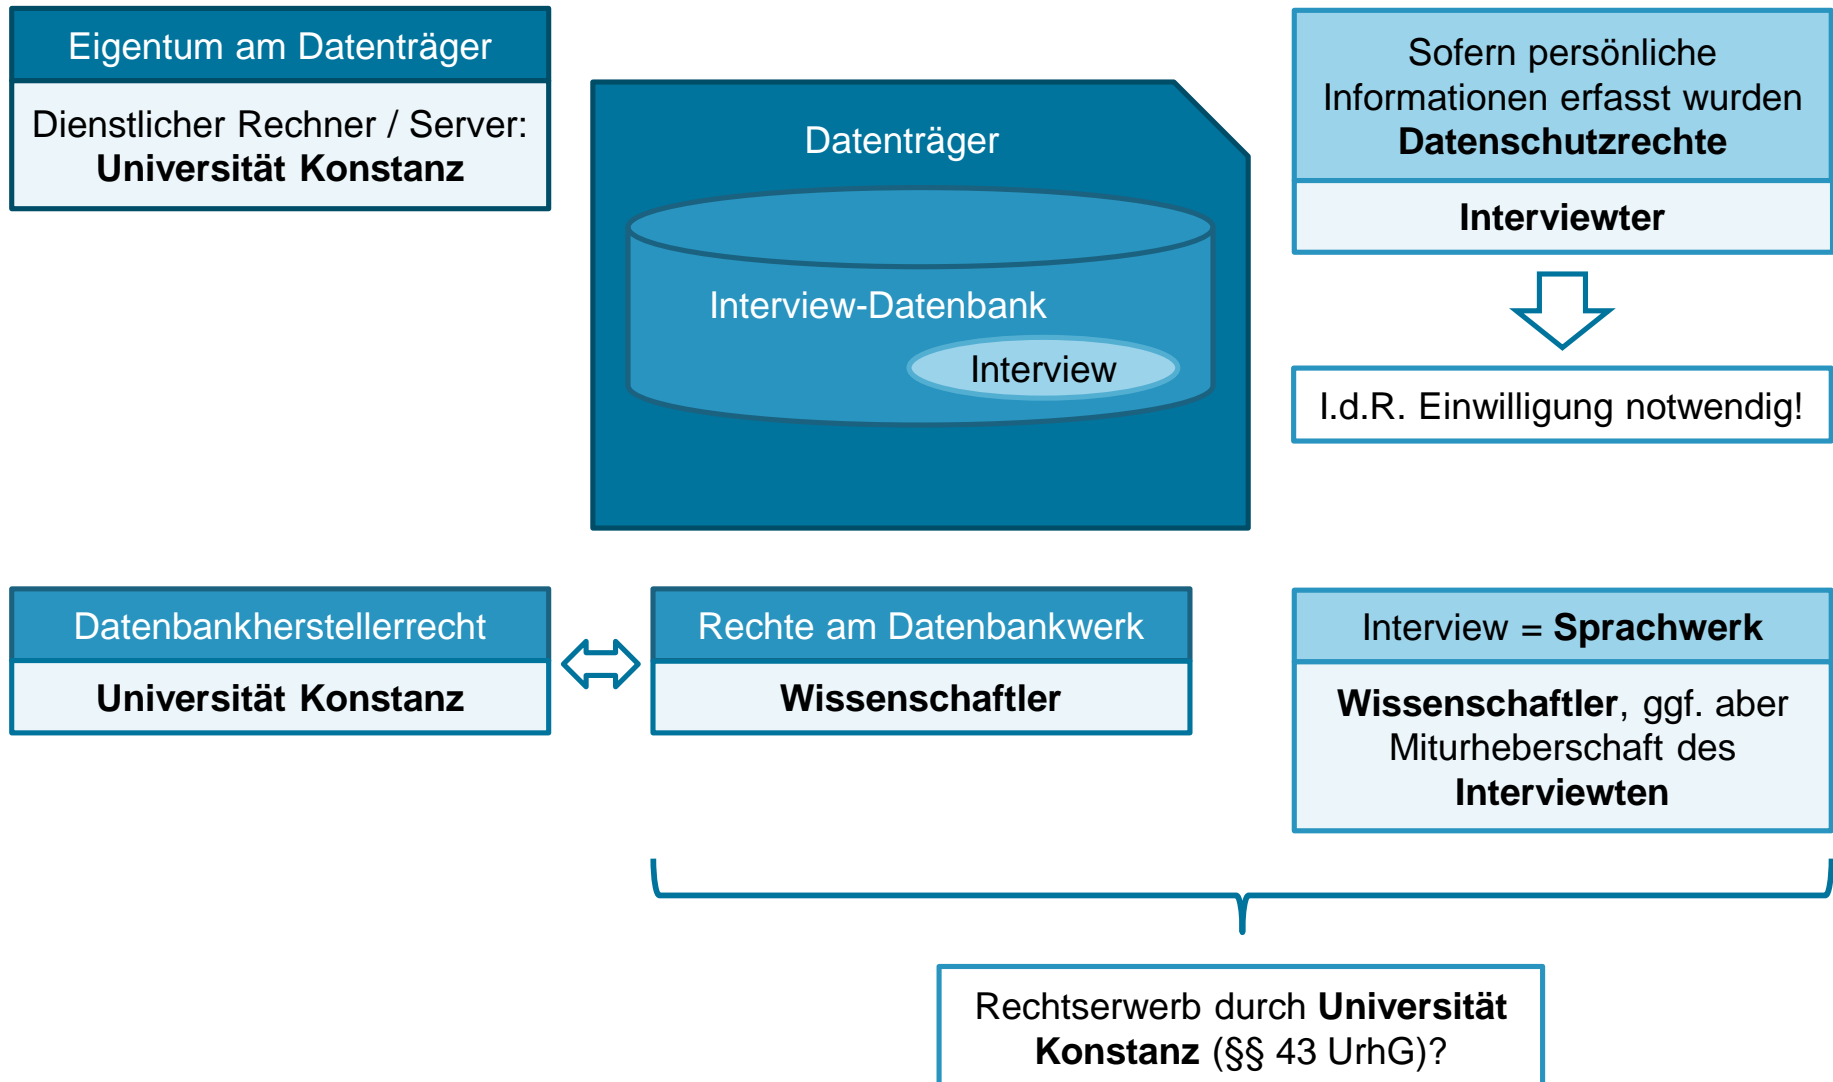 Eigentum am Datenträger
Dienstlicher Rechner / Server:
Universität Konstanz
Datenträger
Interview-Datenbank
Interview
Sofern persönliche
Informationen erfasst wurden
Datenschutzrechte
Interviewter
I.d.R. Einwilligung notwendig!
Datenbankherstellerrecht
Universität Konstanz
Rechte am Datenbankwerk
Wissenschaftler
Interview = Sprachwerk
Wissenschaftler, ggf. aber
Miturheberschaft des
Interviewten
Rechtserwerb durch Universität
Konstanz (§§ 43 UrhG)?